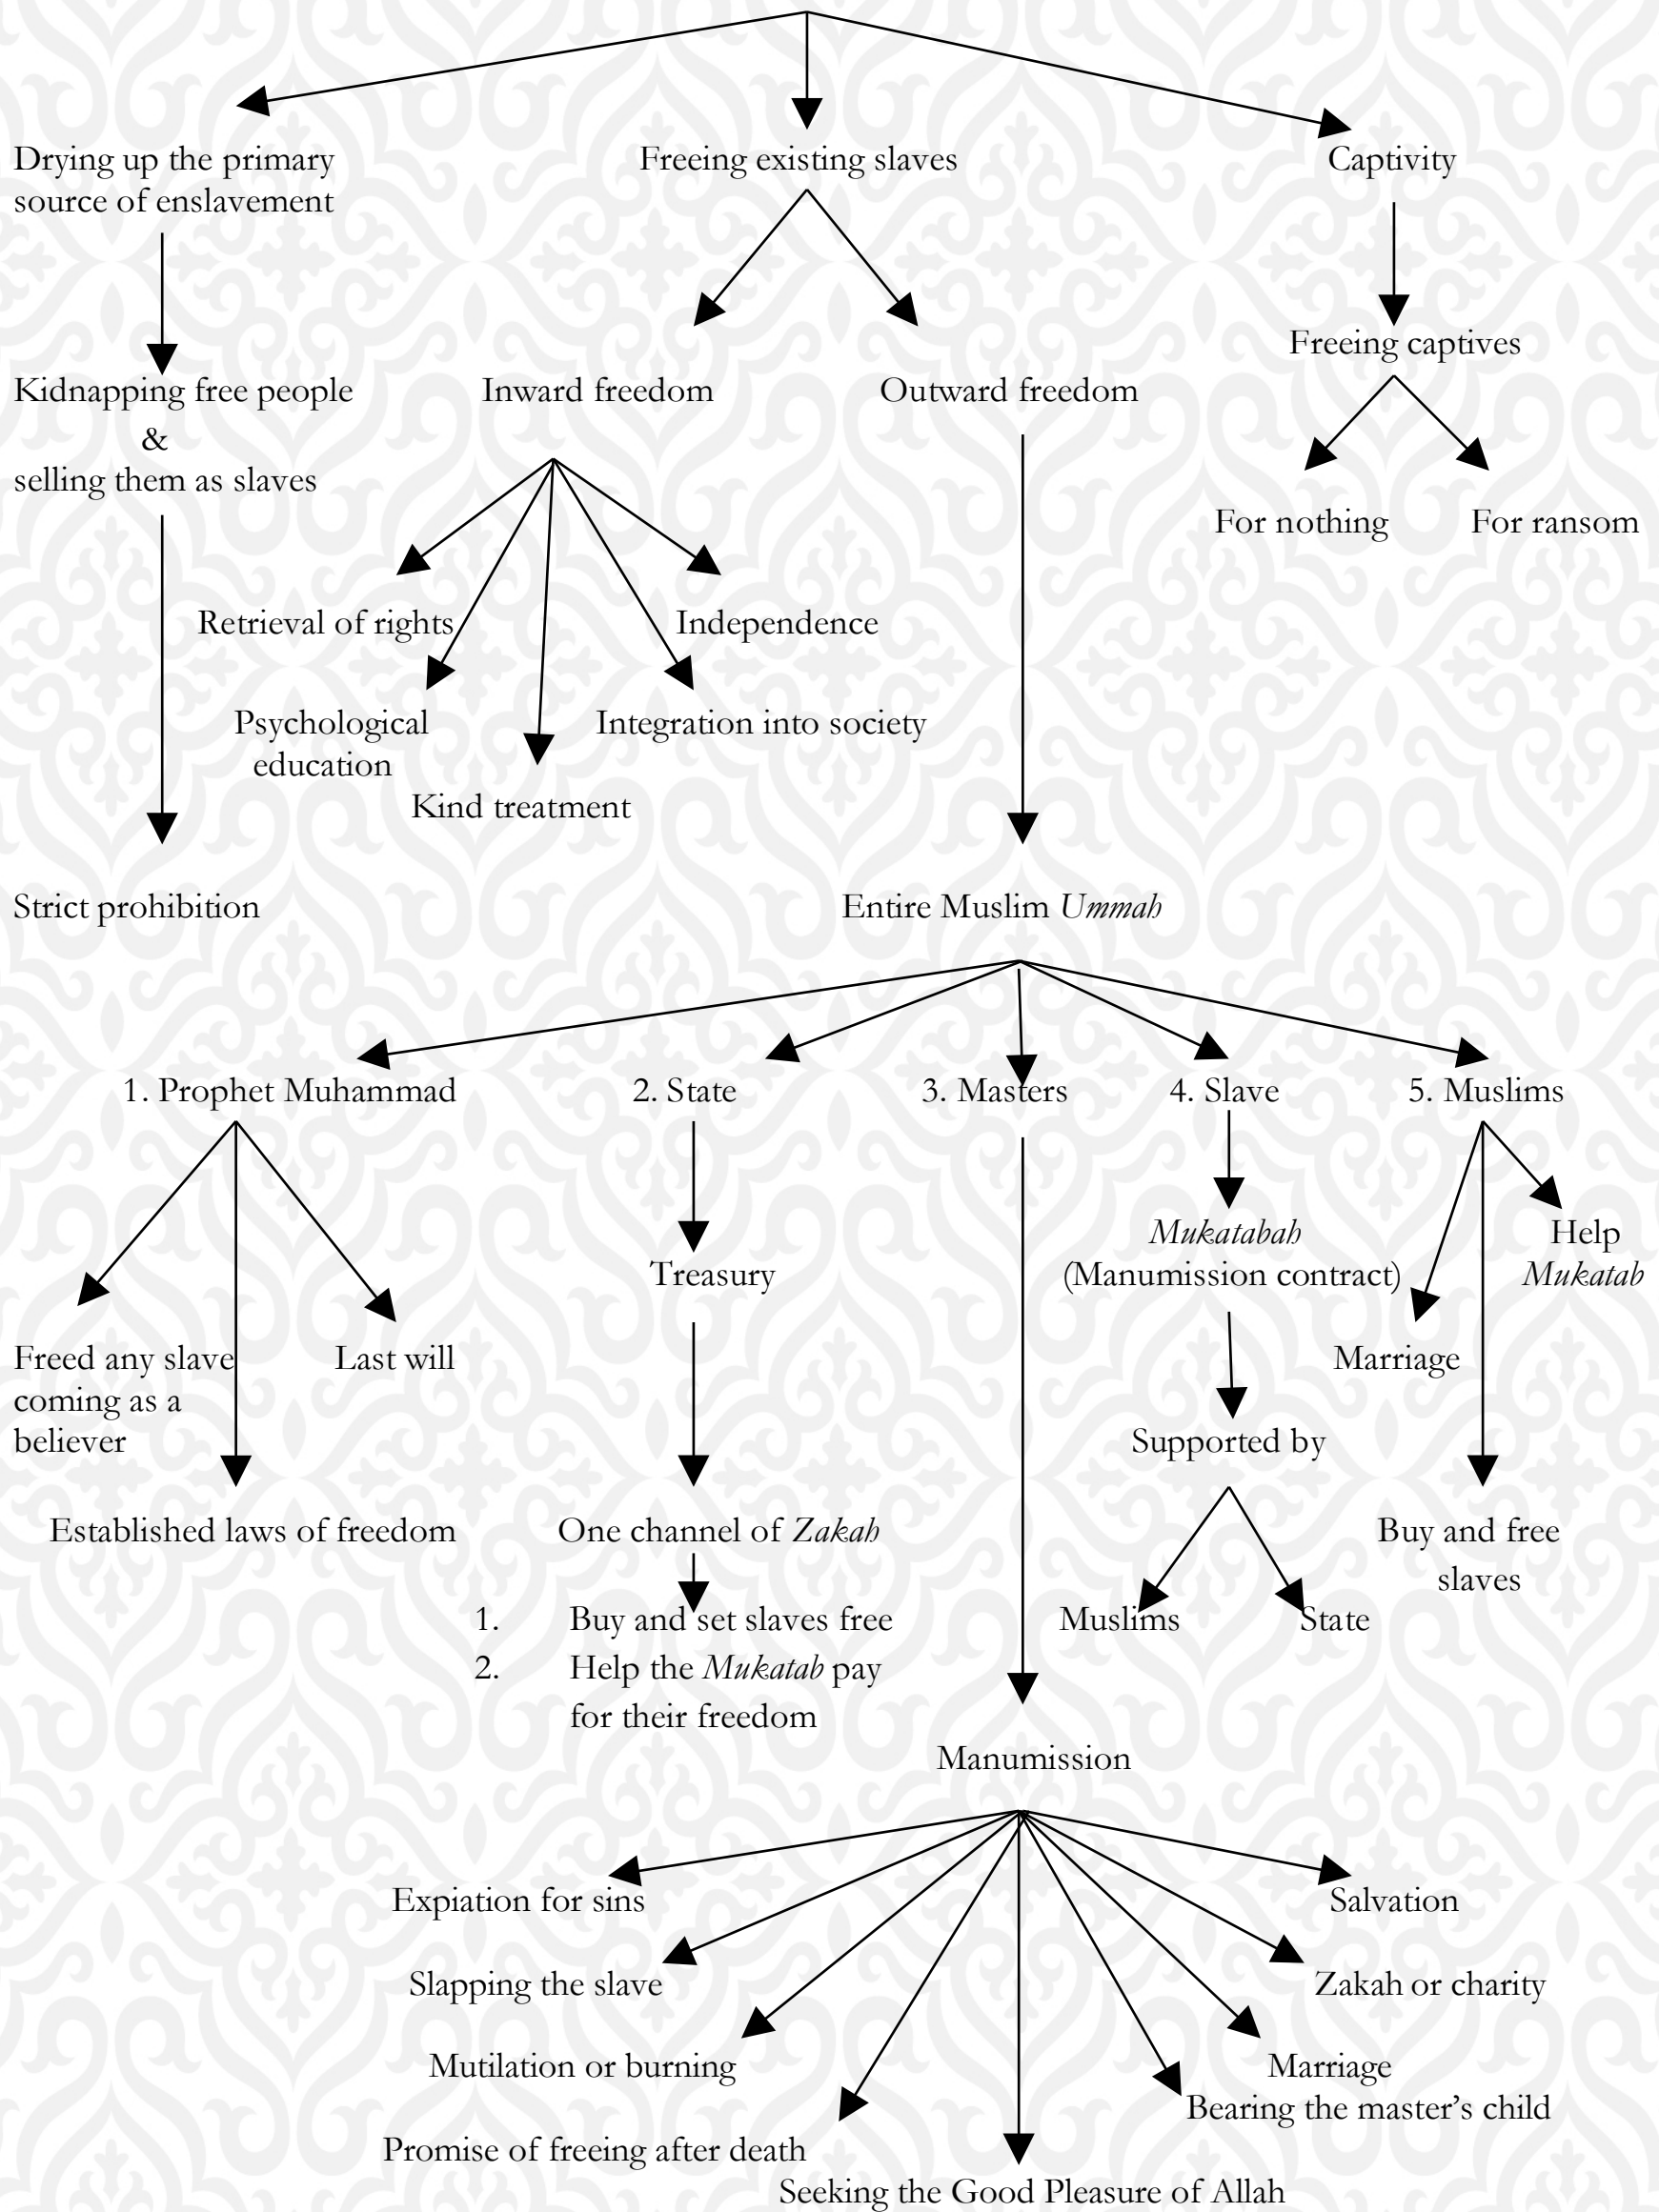 Drying up the primary
source of enslavement
Freeing existing slaves
Captivity
Freeing captives
Kidnapping free people
&
selling them as slaves
Inward freedom
Outward freedom
For nothing
For ransom
Retrieval of rights
Independence
Psychological
education
Integration into society
Kind treatment
Strict prohibition
Entire Muslim Ummah
1. Prophet Muhammad
2. State
3. Masters
4. Slave
5. Muslims
Mukatabah
(Manumission contract)
Help
Mukatab
Treasury
Freed any slave
coming as a
believer
Last will
Marriage
Supported by
Established laws of freedom
One channel of Zakah
Buy and free
slaves
1. Buy and set slaves free
2. Help the Mukatab pay
for their freedom
Muslims
State
Manumission
Expiation for sins
Salvation
Slapping the slave
Zakah or charity
Mutilation or burning
Marriage
Bearing the master’s child
Promise of freeing after death
Seeking the Good Pleasure of Allah